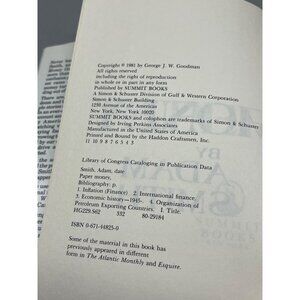 Copyright © 1981 by George J. W. Goodman
All rights reserved
including the right of reproduction
in whole or in part in any form
Published by SUMMIT BOOKS
A Simon & Schuster Division of Gulf & Western Corporation
Simon & Schuster Building
1230 Avenue of the Americas
New York, New York 10020
SUMMIT BOOKS and colophon are trademarks of Simon & Schuster
Designed by Irving Perkins Associates
Manufactured in the United States of America
Printed and Bound by the Haddon Craftsmen, Inc.
11 10 9 8 7 6 5 4 3
Library of Congress Cataloging in Publication Data
Smith, Adam, date
Paper money.
Bibliography: p.
1. Inflation (Finance) 2. International finance.
3. Economic history—1945- 4. Organization of
Petroleum Exporting Countries. I. Title.
HG229.S62 332 80-29184
ISBN 0-671-44825-0
Some of the material in this book has
previously appeared in different
form in The Atlantic Monthly and Esquire.